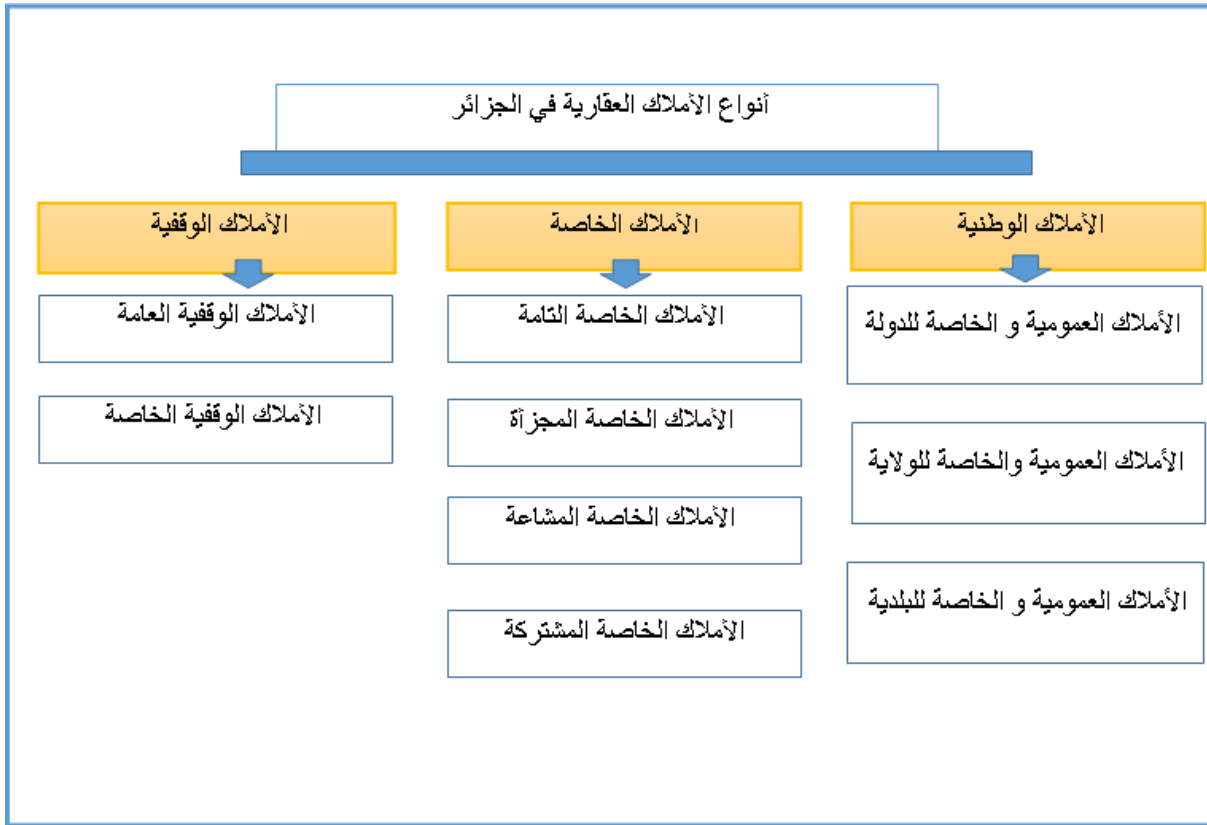 أنواع الأملاك العقارية في الجزائر
الأملاك الوطنية
الأملاك العمومية و الخاصة للدولة
الأملاك العمومية والخاصة للولاية
الأملاك العمومية و الخاصة للبلدية
الأملاك الخاصة
الأملاك الخاصة التامة
الأملاك الخاصة المجزأة
الأملاك الخاصة المشاعة
الأملاك الخاصة المشتركة
الأملاك الوقفية
الأملاك الوقفية العامة
الأملاك الوقفية الخاصة